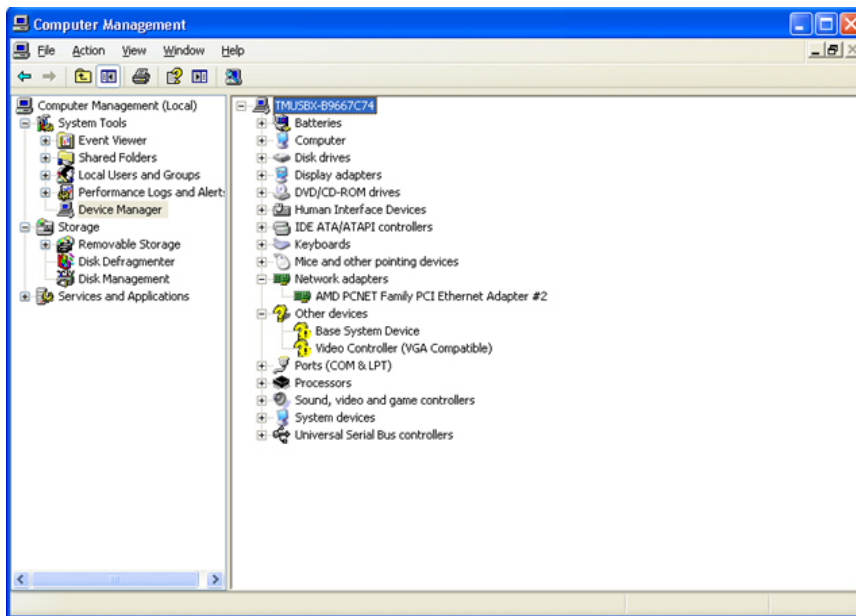 Computer Management
File Action View Window Help
Computer Management (Local)
System Tools
Event Viewer
Shared Folders
Local Users and Groups
Performance Logs and Alert
Device Manager
Storage
Removable Storage
Disk Defragmenter
Disk Management
Services and Applications
TMUSBX-B9667C74
Batteries
Computer
Disk drives
Display adapters
DVD/CD-ROM drives
Human Interface Devices
IDE ATA/ATAPI controllers
Keyboards
Mice and other pointing devices
Network adapters
AMD PCNET Family PCI Ethernet Adapter #2
Other devices
Base System Device
Video Controller (VGA Compatible)
Ports (COM & LPT)
Processors
Sound, video and game controllers
System devices
Universal Serial Bus controllers